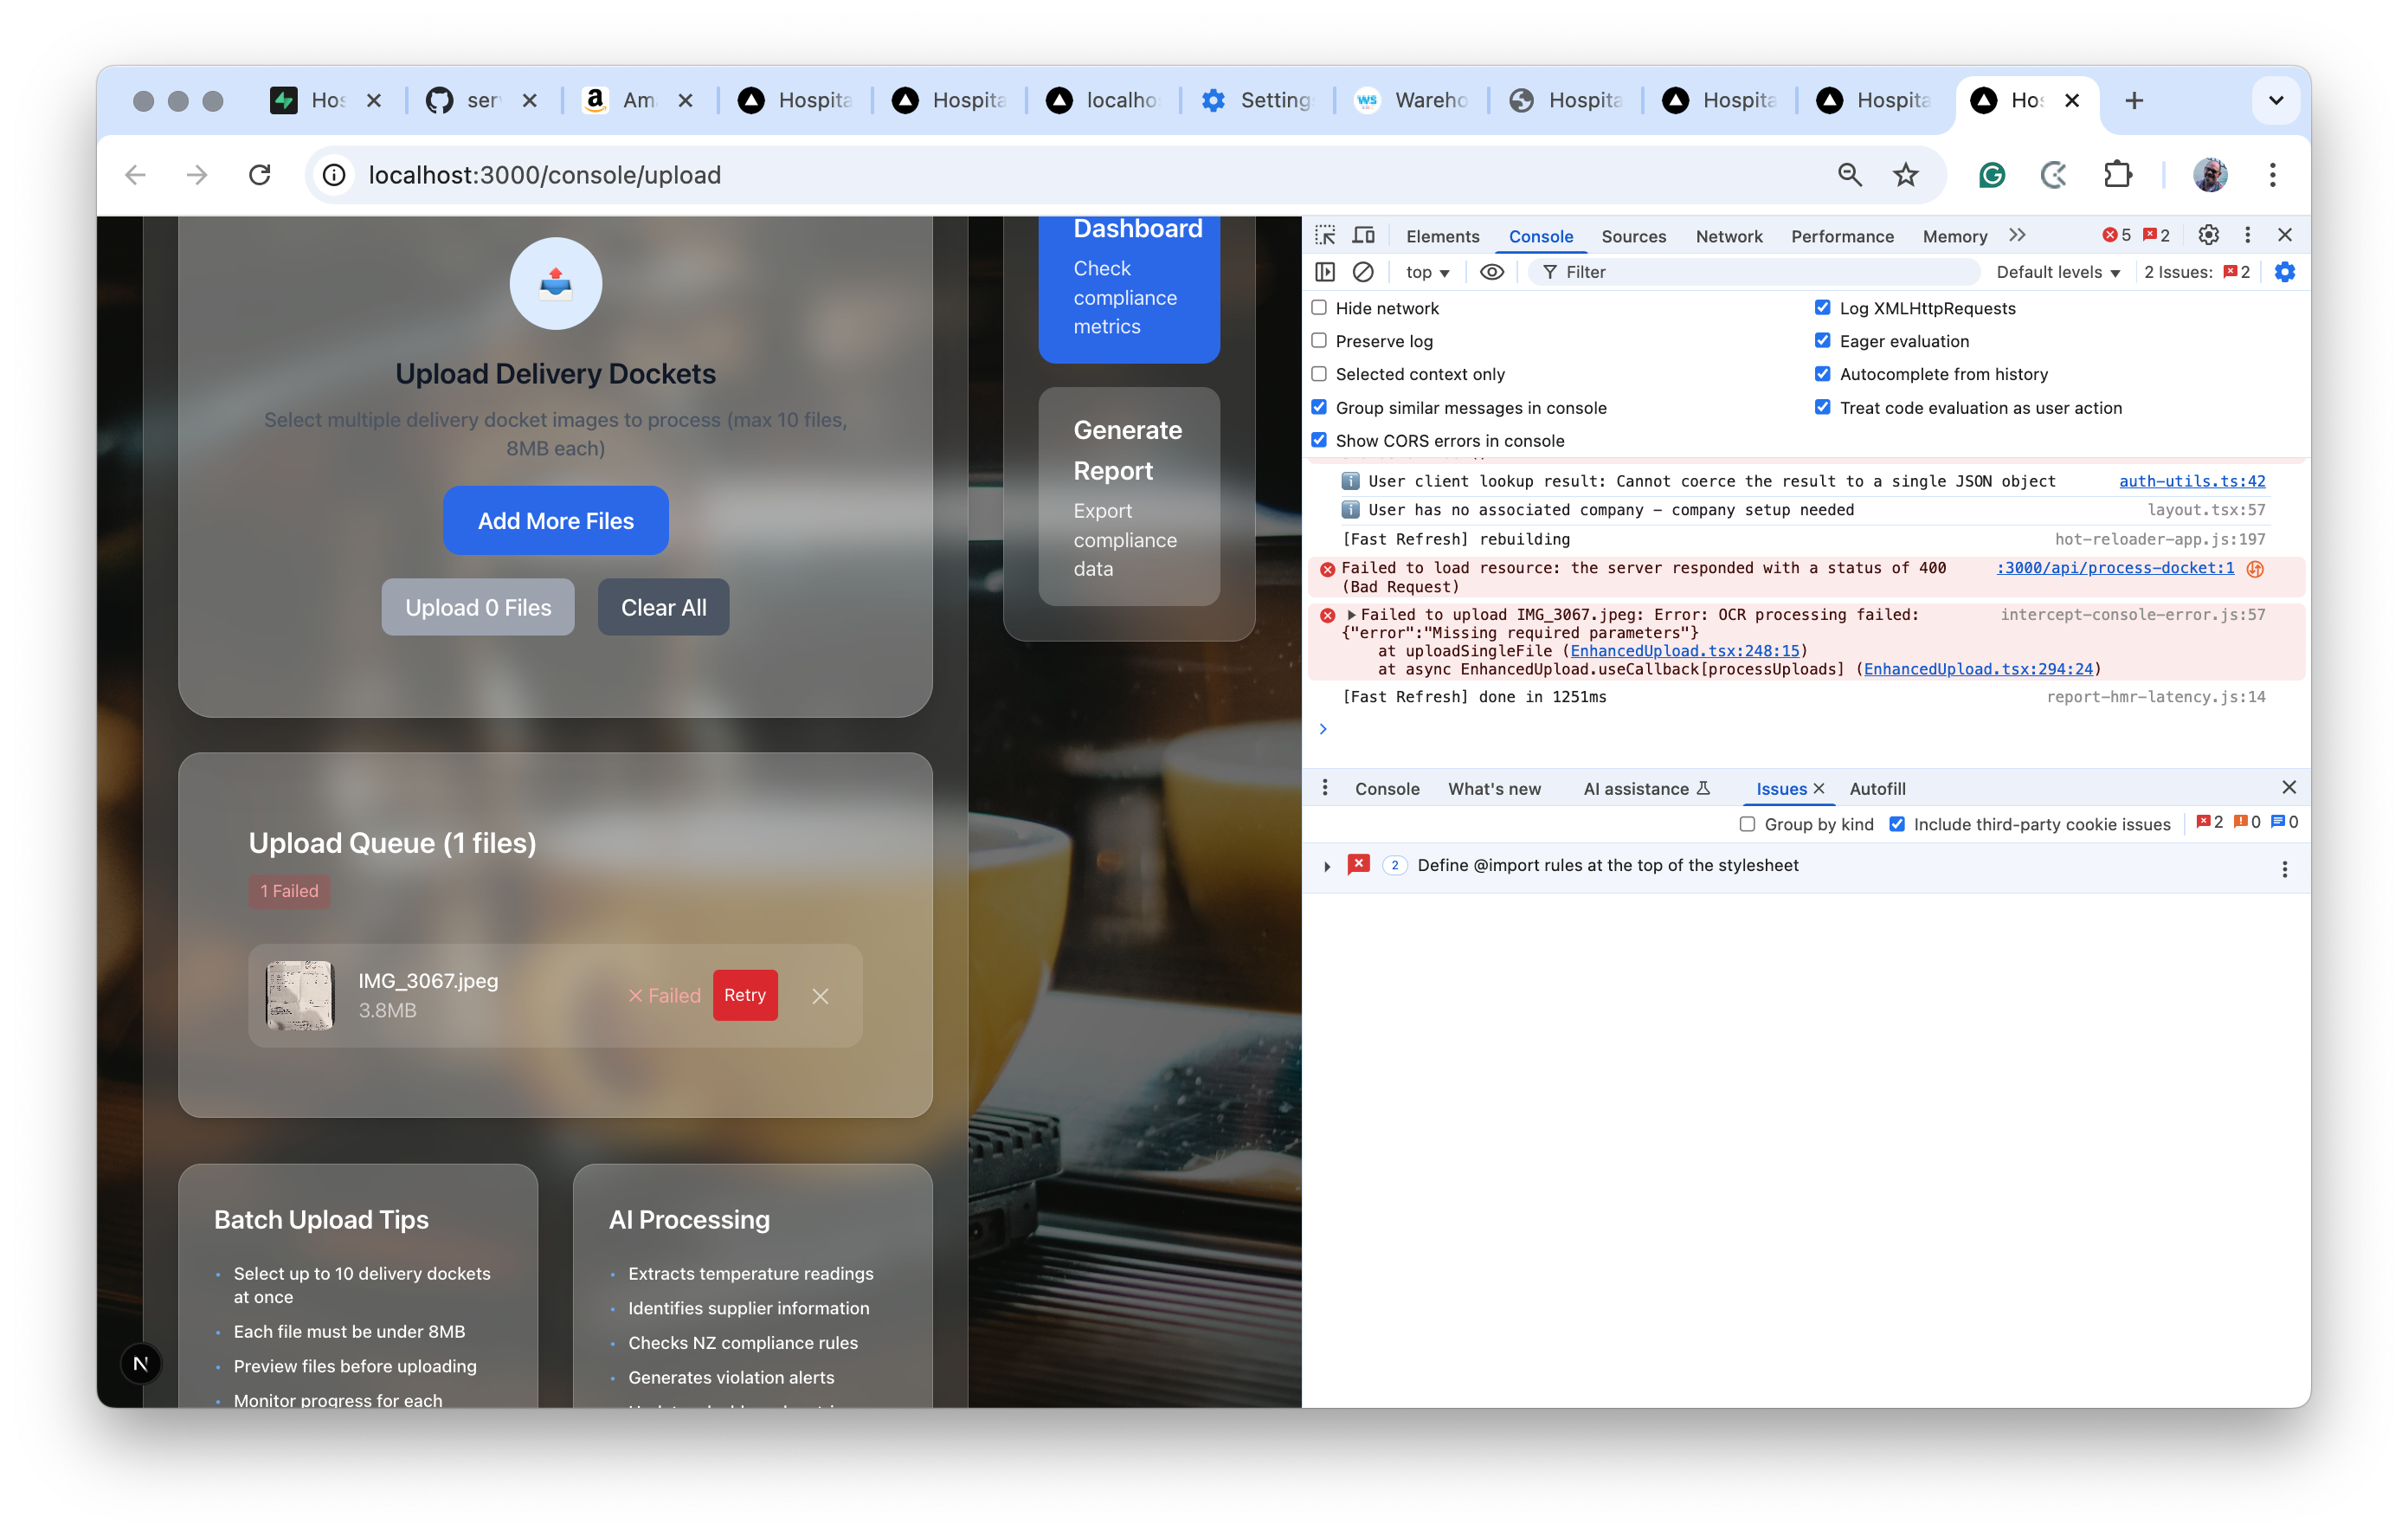 Hos
ser
Am
Hospita
Hospita
localho
Setting
Wareho
Hospita
Hospita
Hospita
Hos
localhost:3000/console/upload
Dashboard
Check
compliance
metrics
Upload Delivery Dockets
Select multiple delivery docket images to process (max 10 files,
8MB each)
Add More Files
Upload 0 Files
Clear All
Generate
Report
Export
compliance
data
Upload Queue (1 files)
1 Failed
IMG_3067.jpeg
3.8MB
✕ Failed
Retry
Batch Upload Tips
• Select up to 10 delivery dockets
at once
• Each file must be under 8MB
• Preview files before uploading
• Monitor progress for each
AI Processing
• Extracts temperature readings
• Identifies supplier information
• Checks NZ compliance rules
• Generates violation alerts
N
Elements
Console
Sources
Network
Performance
Memory
5
2
top
Filter
Default levels
2 Issues:
2
Hide network
Log XMLHttpRequests
Preserve log
Eager evaluation
Selected context only
Autocomplete from history
Group similar messages in console
Treat code evaluation as user action
Show CORS errors in console
User client lookup result: Cannot coerce the result to a single JSON object
auth-utils.ts:42
User has no associated company – company setup needed
layout.tsx:57
[Fast Refresh] rebuilding
hot-reloader-app.js:197
Failed to load resource: the server responded with a status of 400
(Bad Request)
:3000/api/process-docket:1
Failed to upload IMG_3067.jpeg: Error: OCR processing failed:
intercept-console-error.js:57
{"error":"Missing required parameters"}
at uploadSingleFile (EnhancedUpload.tsx:248:15)
at async EnhancedUpload.useCallback[processUploads] (EnhancedUpload.tsx:294:24)
[Fast Refresh] done in 1251ms
report-hmr-latency.js:14
Console
What's new
AI assistance
Issues
Autofill
Group by kind
Include third-party cookie issues
2
0
0
2
Define @import rules at the top of the stylesheet